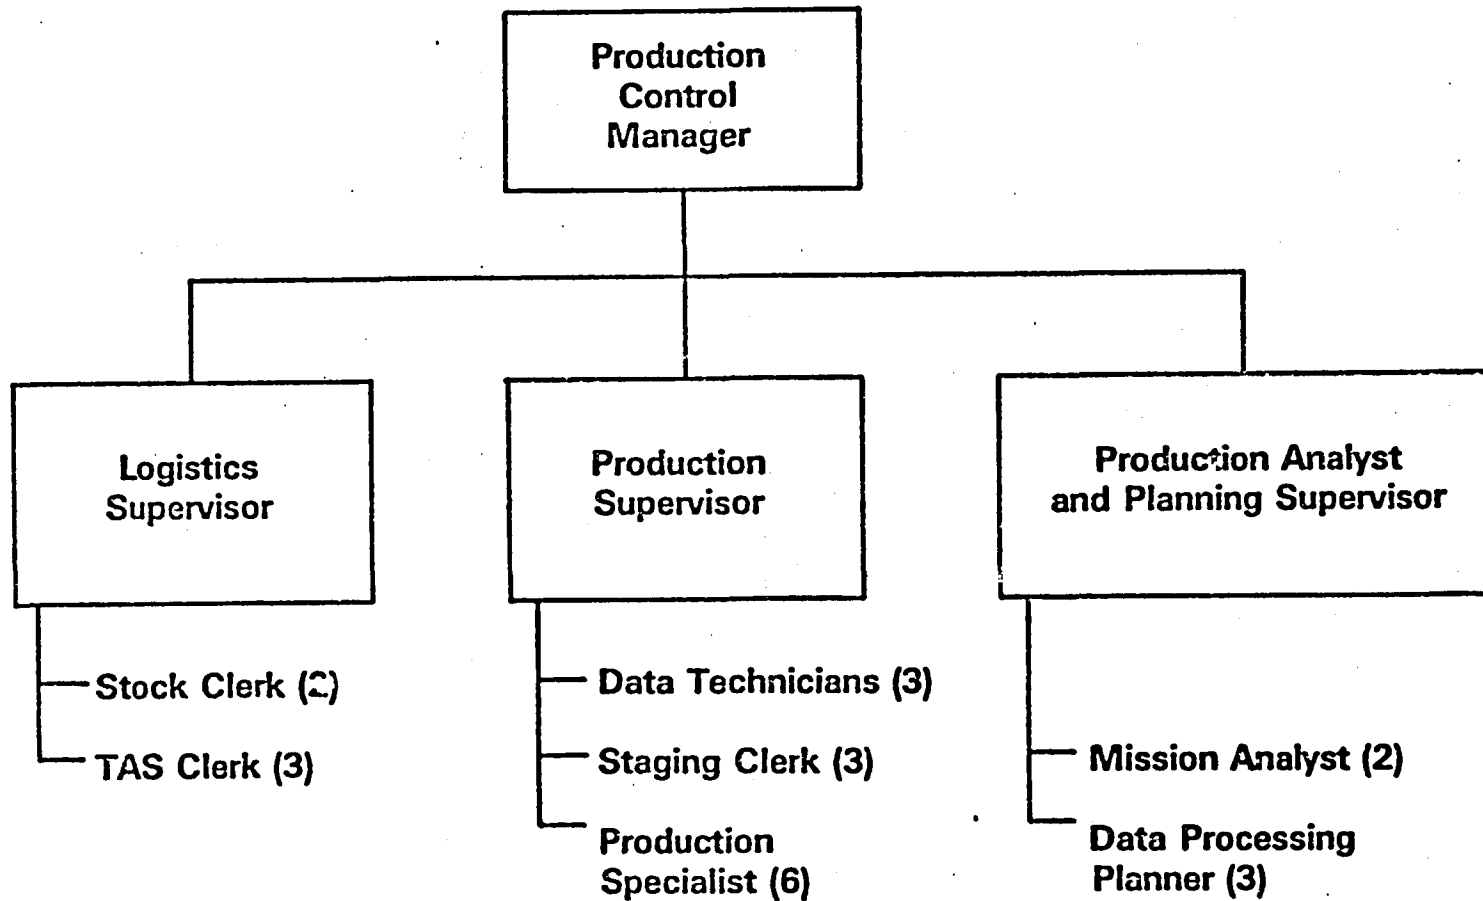 Production
Control
Manager
Logistics
Supervisor
Production
Supervisor
Production Analyst
and Planning Supervisor
Stock Clerk (2)
TAS Clerk (3)
Data Technicians (3)
Staging Clerk (3)
Production
Specialist (6)
Mission Analyst (2)
Data Processing
Planner (3)